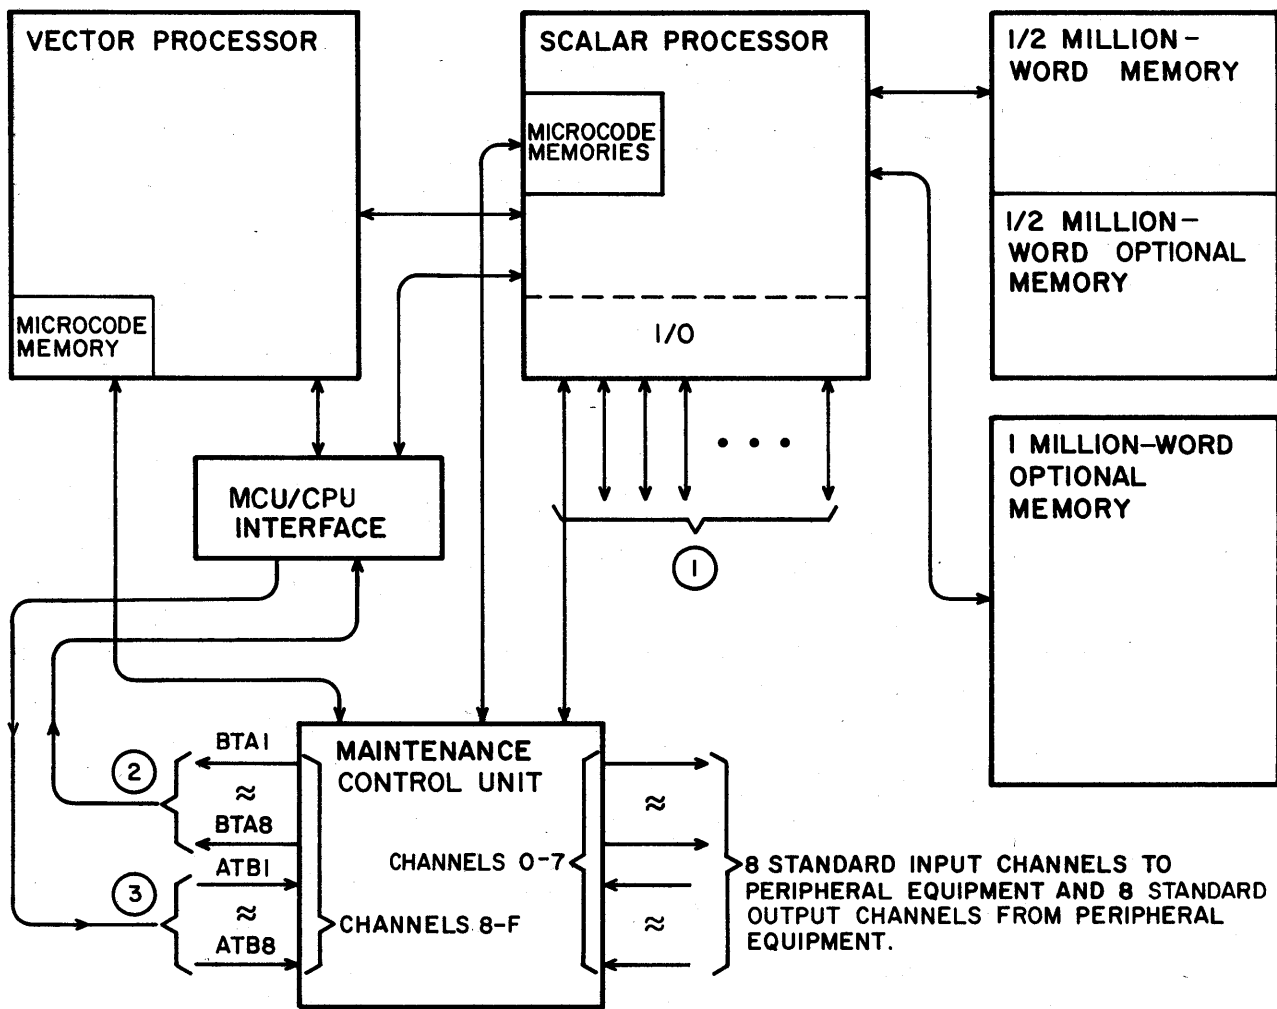 VECTOR PROCESSOR
SCALAR PROCESSOR
1/2 MILLION-
WORD MEMORY
MICROCODE
MEMORIES
1/2 MILLION-
WORD OPTIONAL
MEMORY
MICROCODE
MEMORY
I/O
1 MILLION-WORD
OPTIONAL
MEMORY
MCU/CPU
INTERFACE
1
MAINTENANCE
CONTROL UNIT
BTA1
2
≈
≈
BTA8
CHANNELS 0-7
8 STANDARD INPUT CHANNELS TO
PERIPHERAL EQUIPMENT AND 8 STANDARD
OUTPUT CHANNELS FROM PERIPHERAL
EQUIPMENT.
ATB1
3
≈
≈
CHANNELS 8-F
ATB8